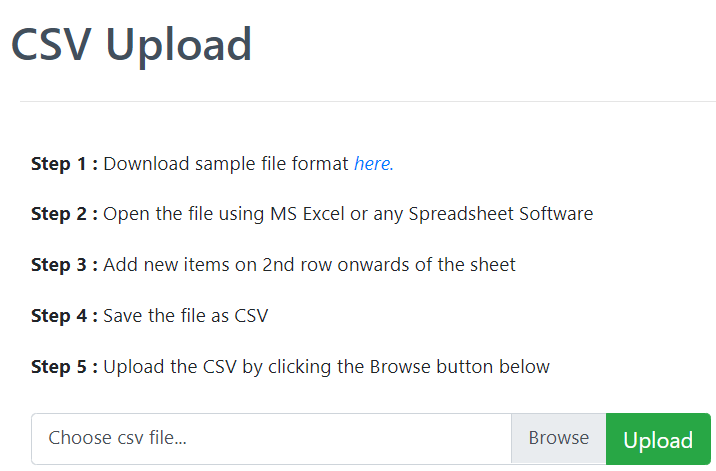 CSV Upload
Step 1 : Download sample file format here.
Step 2 : Open the file using MS Excel or any Spreadsheet Software
Step 3 : Add new items on 2nd row onwards of the sheet
Step 4 : Save the file as CSV
Step 5 : Upload the CSV by clicking the Browse button below
Choose csv file... Browse Upload